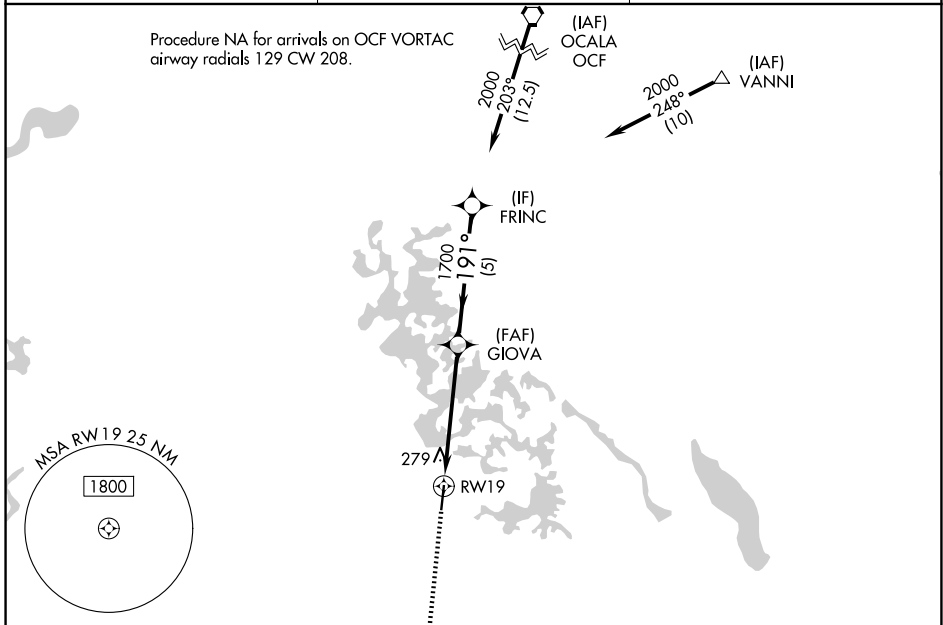 Procedure NA for arrivals on OCF VORTAC
airway radials 129 CW 208.
(IAF)
OCALA
OCF
2000
203°
(12.5)
(IAF)
VANNI
2000
248°
(10)
(IF)
FRINC
1700
191°
(5)
(FAF)
GIOVA
279
RW19
MSA RW19 25 NM
1800